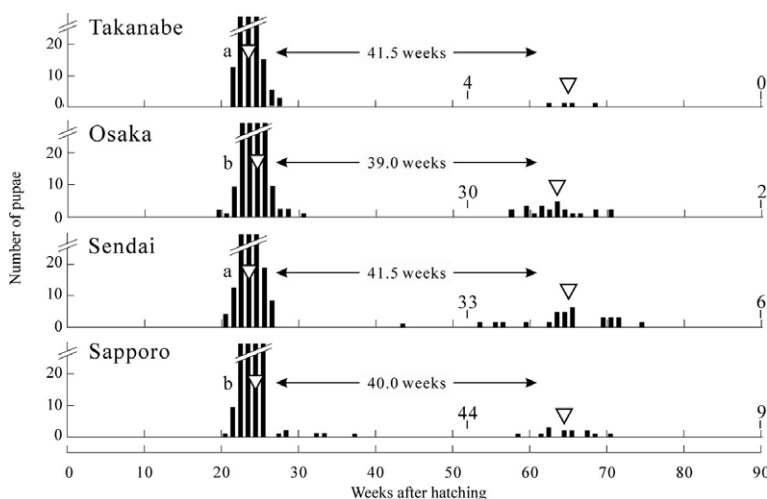 Takanabe
20
10
0
a
41.5 weeks
4
0
Osaka
20
10
0
b
39.0 weeks
30
2
Sendai
20
10
0
a
41.5 weeks
33
6
Sapporo
20
10
0
b
40.0 weeks
44
9
Number of pupae
0 10 20 30 40 50 60 70 80 90
Weeks after hatching